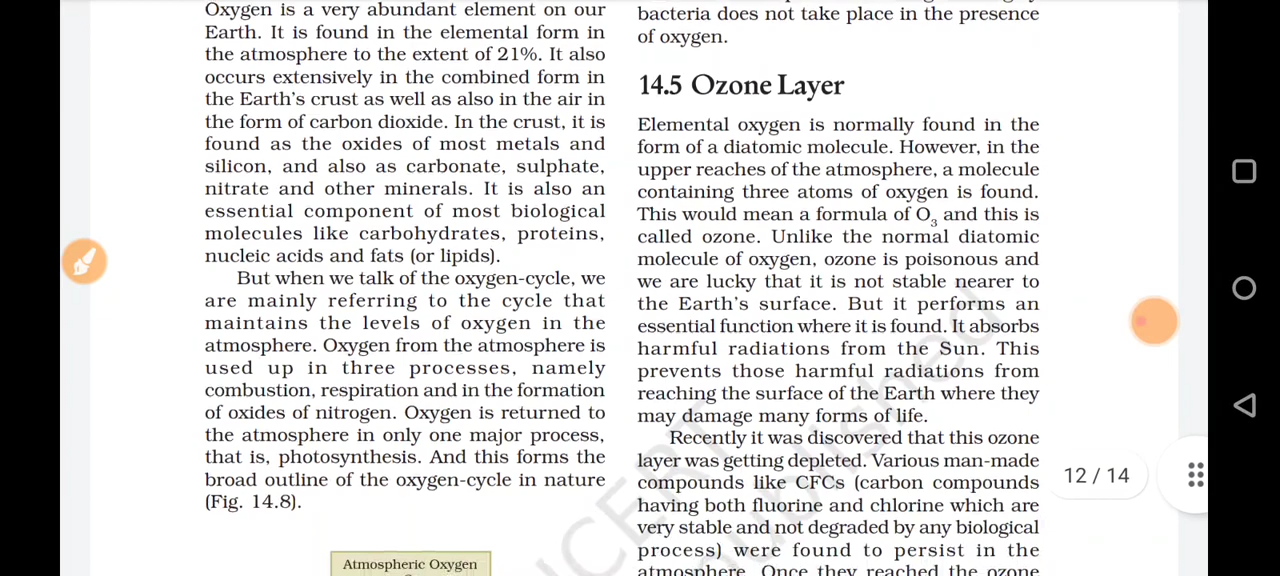 Oxygen is a very abundant element on our
Earth. It is found in the elemental form in
the atmosphere to the extent of 21%. It also
occurs extensively in the combined form in
the Earth's crust as well as also in the air in
the form of carbon dioxide. In the crust, it is
found as the oxides of most metals and
silicon, and also as carbonate, sulphate,
nitrate and other minerals. It is also an
essential component of most biological
molecules like carbohydrates, proteins,
nucleic acids and fats (or lipids).
But when we talk of the oxygen-cycle, we
are mainly referring to the cycle that
maintains the levels of oxygen in the
atmosphere. Oxygen from the atmosphere is
used up in three processes, namely
combustion, respiration and in the formation
of oxides of nitrogen. Oxygen is returned to
the atmosphere in only one major process,
that is, photosynthesis. And this forms the
broad outline of the oxygen-cycle in nature
(Fig. 14.8).
Atmospheric Oxygen
bacteria does not take place in the presence
of oxygen.
14.5 Ozone Layer
Elemental oxygen is normally found in the
form of a diatomic molecule. However, in the
upper reaches of the atmosphere, a molecule
containing three atoms of oxygen is found.
This would mean a formula of O₃ and this is
called ozone. Unlike the normal diatomic
molecule of oxygen, ozone is poisonous and
we are lucky that it is not stable nearer to
the Earth's surface. But it performs an
essential function where it is found. It absorbs
harmful radiations from the Sun. This
prevents those harmful radiations from
reaching the surface of the Earth where they
may damage many forms of life.
Recently it was discovered that this ozone
layer was getting depleted. Various man-made
compounds like CFCs (carbon compounds
having both fluorine and chlorine which are
very stable and not degraded by any biological
process) were found to persist in the
atmosphere. Once they reached the ozone
12 / 14
NCERT
published